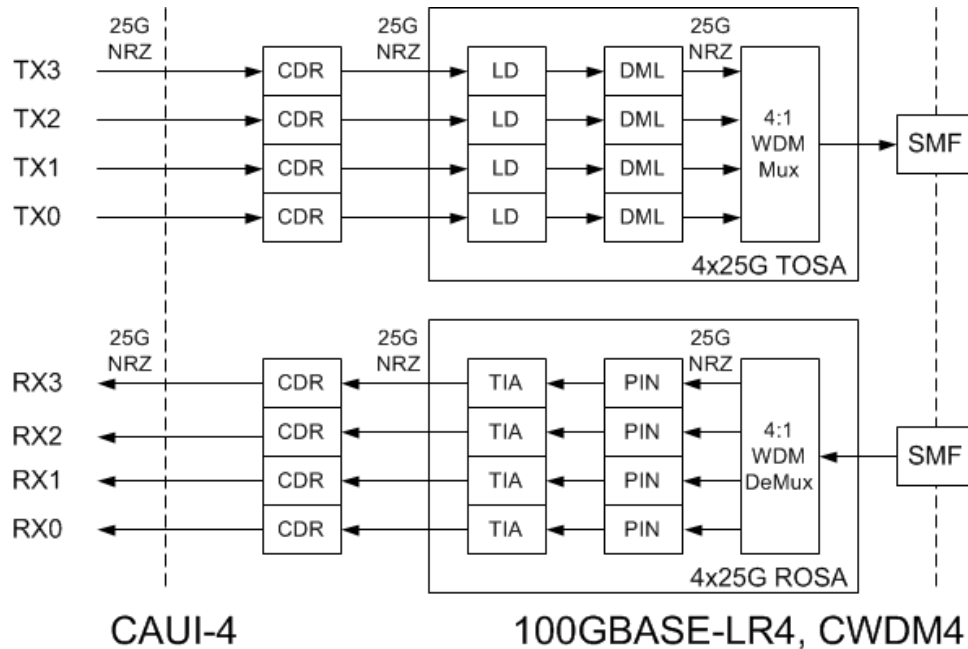 25G NRZ
25G NRZ
25G NRZ
TX3
CDR
LD
DML
TX2
CDR
LD
DML
TX1
CDR
LD
DML
TX0
CDR
LD
DML
4:1
WDM
Mux
SMF
4x25G TOSA
25G NRZ
25G NRZ
25G NRZ
RX3
CDR
TIA
PIN
RX2
CDR
TIA
PIN
RX1
CDR
TIA
PIN
RX0
CDR
TIA
PIN
4:1
WDM
DeMux
SMF
4x25G ROSA
CAUI-4
100GBASE-LR4, CWDM4